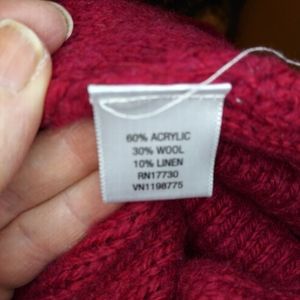 60% ACRYLIC
30% WOOL
10% LINEN
RN17730
VN1198775